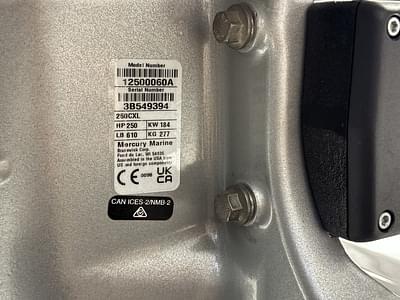 Model Number
12500060A
Serial Number
3B549394
250CXL
HP 250 KW 184
LB 610 KG 277
Mercury Marine
Brunswick Corp.
Fond du Lac, WI 54935
Assembled in the USA from
US and foreign components
CE 0098 UK CA
CAN ICES-2/NMB-2